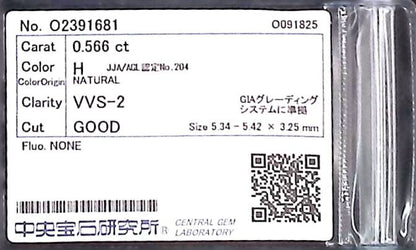 No. O2391681 O091825
Carat 0.566 ct
Color H JJA/AGL認定No.204
ColorOrigin NATURAL
Clarity VVS-2 GIAグレーディング
システムに準拠
Cut GOOD Size 5.34 - 5.42 × 3.25 mm
Fluo. NONE
中央宝石研究所® CENTRAL GEM
LABORATORY